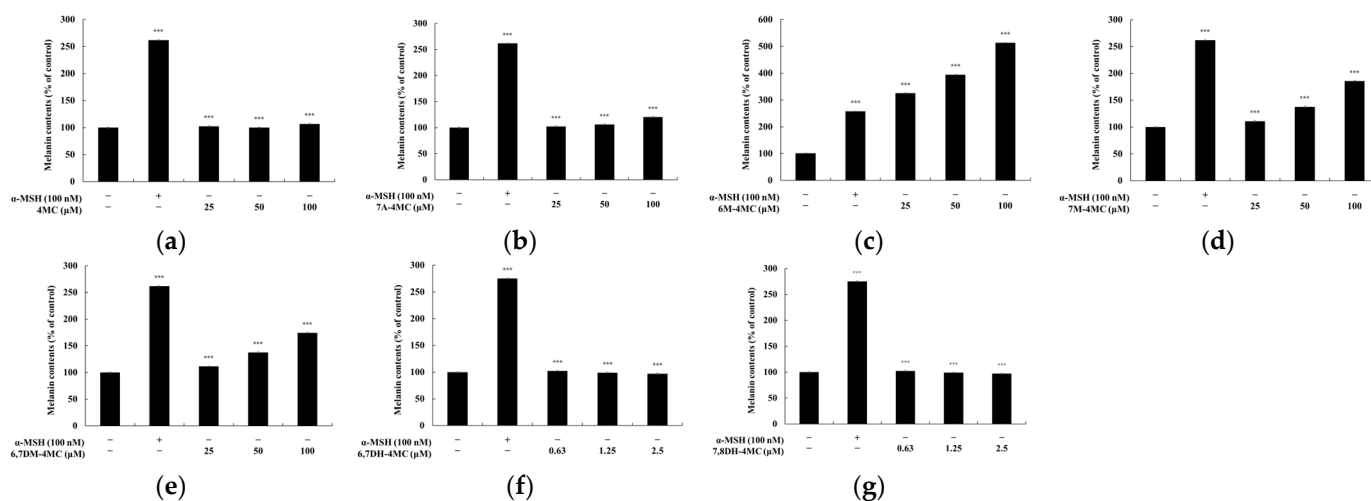 300
250
200
150
100
50
0
Melanin contents (% of control)
***
***
***
***
α-MSH (100 nM) – + – – –
4MC (μM) – – 25 50 100
(a)
300
250
200
150
100
50
0
Melanin contents (% of control)
***
***
***
***
α-MSH (100 nM) – + – – –
7A-4MC (μM) – – 25 50 100
(b)
600
500
400
300
200
100
0
Melanin contents (% of control)
***
***
***
***
α-MSH (100 nM) – + – – –
6M-4MC (μM) – – 25 50 100
(c)
300
250
200
150
100
50
0
Melanin contents (% of control)
***
***
***
***
α-MSH (100 nM) – + – – –
7M-4MC (μM) – – 25 50 100
(d)
300
250
200
150
100
50
0
Melanin contents (% of control)
***
***
***
***
α-MSH (100 nM) – + – – –
6,7DM-4MC (μM) – – 25 50 100
(e)
300
250
200
150
100
50
0
Melanin contents (% of control)
***
***
***
***
α-MSH (100 nM) – + – – –
6,7DH-4MC (μM) – – 0.63 1.25 2.5
(f)
300
250
200
150
100
50
0
Melanin contents (% of control)
***
***
***
***
α-MSH (100 nM) – + – – –
7,8DH-4MC (μM) – – 0.63 1.25 2.5
(g)